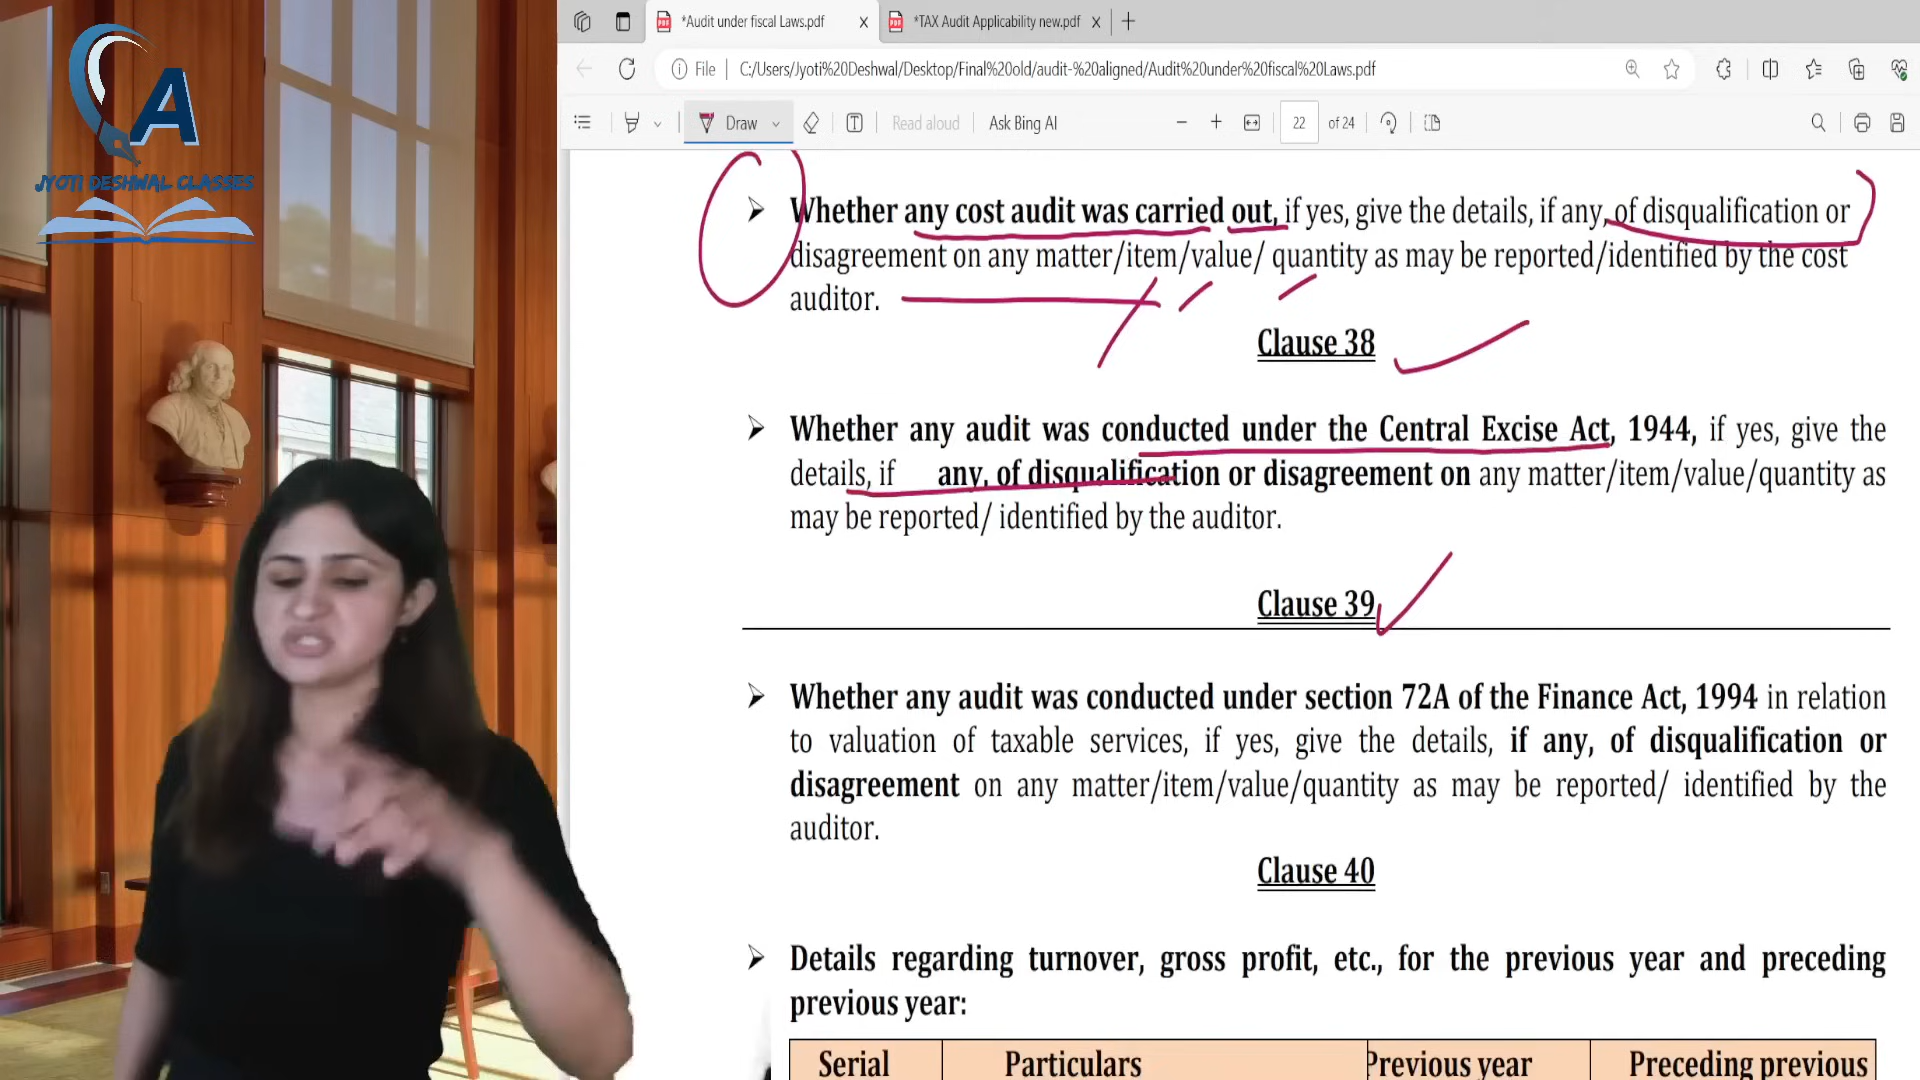 *Audit under fiscal Laws.pdf
*TAX Audit Applicability new.pdf
File C:/Users/Jyoti%20Deshwal/Desktop/Final%20old/audit-%20aligned/Audit%20under%20fiscal%20Laws.pdf
Draw Read aloud Ask Bing AI 22 of 24
CA
JYOTI DESHWAL CLASSES
Whether any cost audit was carried out, if yes, give the details, if any, of disqualification or
disagreement on any matter/item/value/ quantity as may be reported/identified by the cost
auditor.
Clause 38
Whether any audit was conducted under the Central Excise Act, 1944, if yes, give the
details, if any, of disqualification or disagreement on any matter/item/value/quantity as
may be reported/ identified by the auditor.
Clause 39
Whether any audit was conducted under section 72A of the Finance Act, 1994 in relation
to valuation of taxable services, if yes, give the details, if any, of disqualification or
disagreement on any matter/item/value/quantity as may be reported/ identified by the
auditor.
Clause 40
Details regarding turnover, gross profit, etc., for the previous year and preceding
previous year:
Serial Particulars Previous year Preceding previous